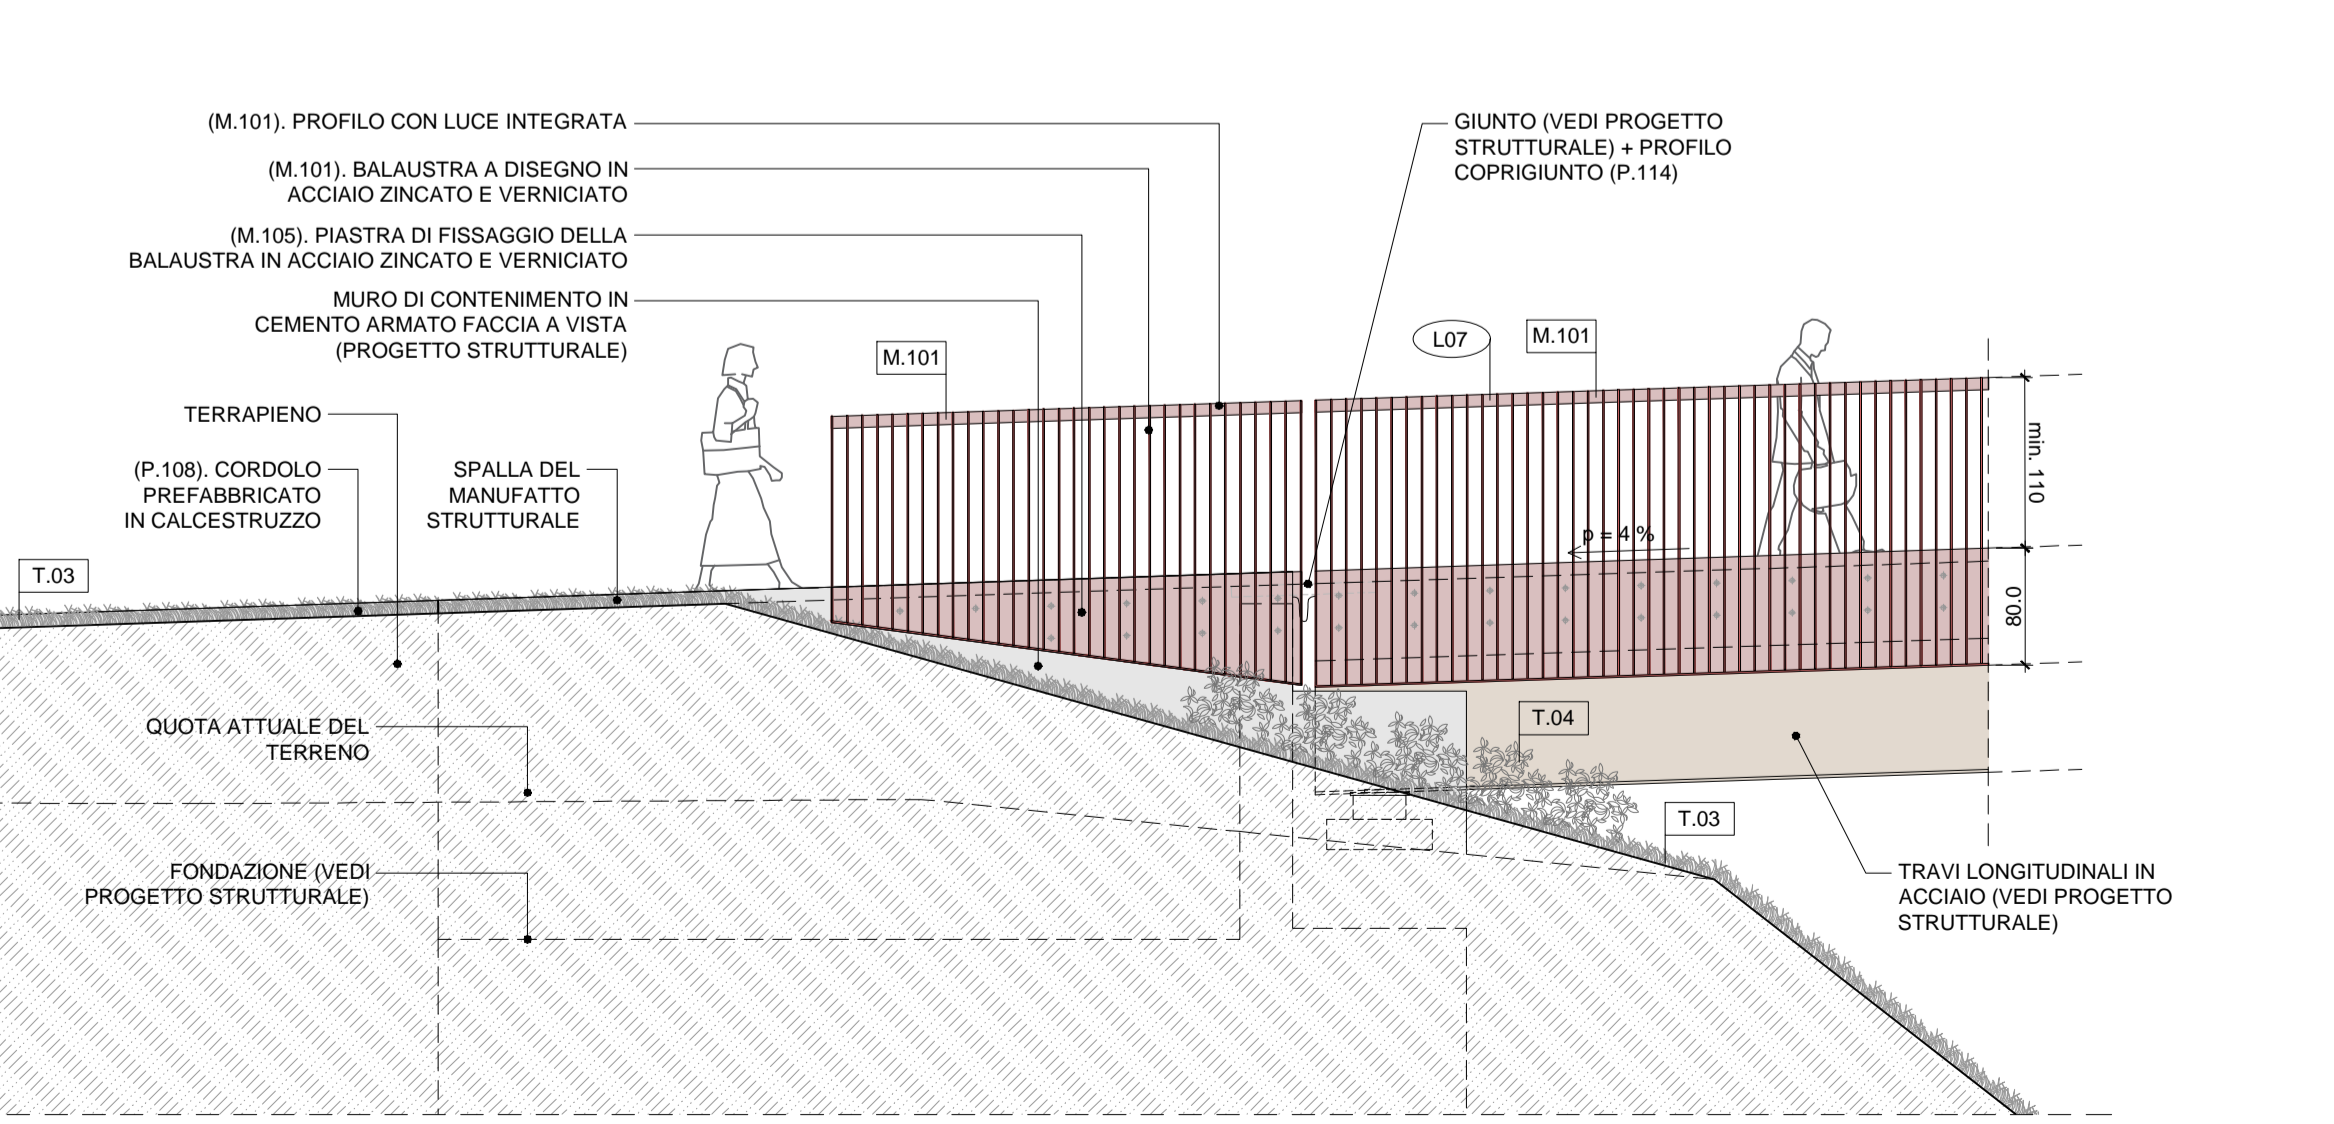 (M.101). PROFILO CON LUCE INTEGRATA
(M.101). BALAUSTRA A DISEGNO IN
ACCIAIO ZINCATO E VERNICIATO
(M.105). PIASTRA DI FISSAGGIO DELLA
BALAUSTRA IN ACCIAIO ZINCATO E VERNICIATO
MURO DI CONTENIMENTO IN
CEMENTO ARMATO FACCIA A VISTA
(PROGETTO STRUTTURALE)
GIUNTO (VEDI PROGETTO
STRUTTURALE) + PROFILO
COPRIGIUNTO (P.114)
M.101
L07
M.101
TERRAPIENO
(P.108). CORDOLO
PREFABBRICATO
IN CALCESTRUZZO
SPALLA DEL
MANUFATTO
STRUTTURALE
min. 110
p = 4 %
T.03
80.0
QUOTA ATTUALE DEL
TERRENO
T.04
T.03
FONDAZIONE (VEDI
PROGETTO STRUTTURALE)
TRAVI LONGITUDINALI IN
ACCIAIO (VEDI PROGETTO
STRUTTURALE)